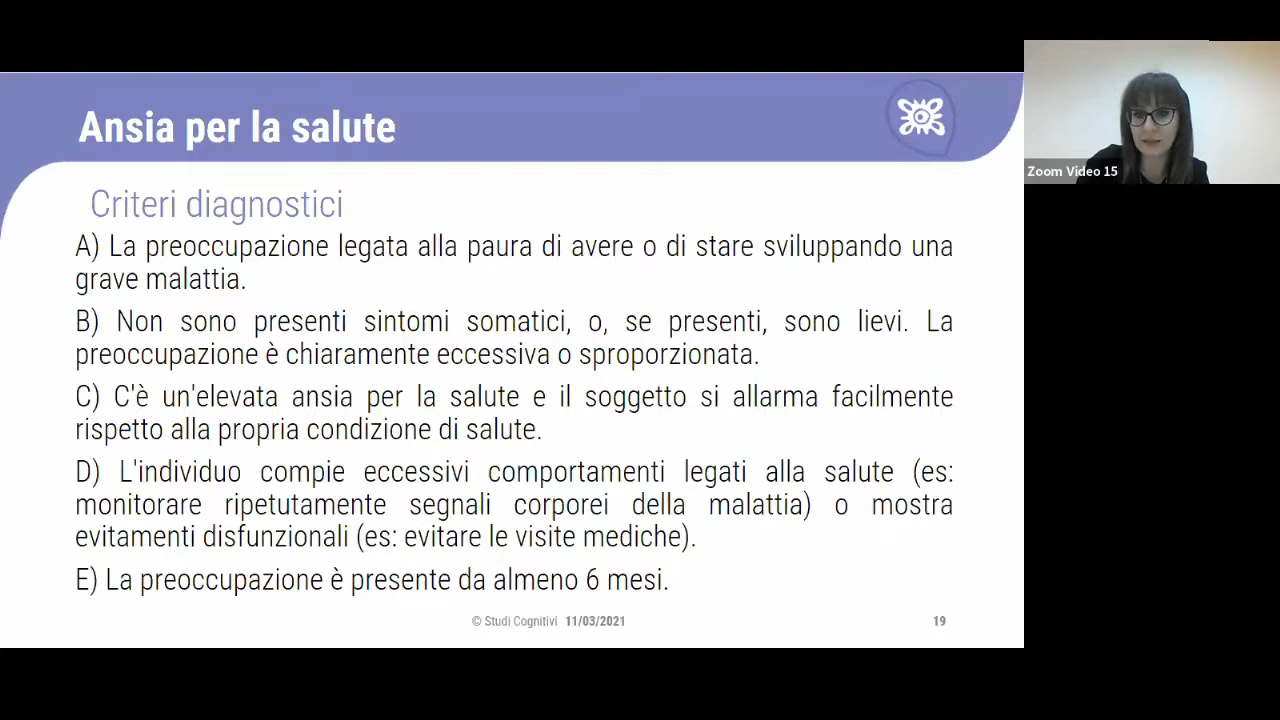 Ansia per la salute
Zoom Video 15
Criteri diagnostici
A) La preoccupazione legata alla paura di avere o di stare sviluppando una
grave malattia.
B) Non sono presenti sintomi somatici, o, se presenti, sono lievi. La
preoccupazione è chiaramente eccessiva o sproporzionata.
C) C'è un'elevata ansia per la salute e il soggetto si allarma facilmente
rispetto alla propria condizione di salute.
D) L'individuo compie eccessivi comportamenti legati alla salute (es:
monitorare ripetutamente segnali corporei della malattia) o mostra
evitamenti disfunzionali (es: evitare le visite mediche).
E) La preoccupazione è presente da almeno 6 mesi.
© Studi Cognitivi 11/03/2021
19